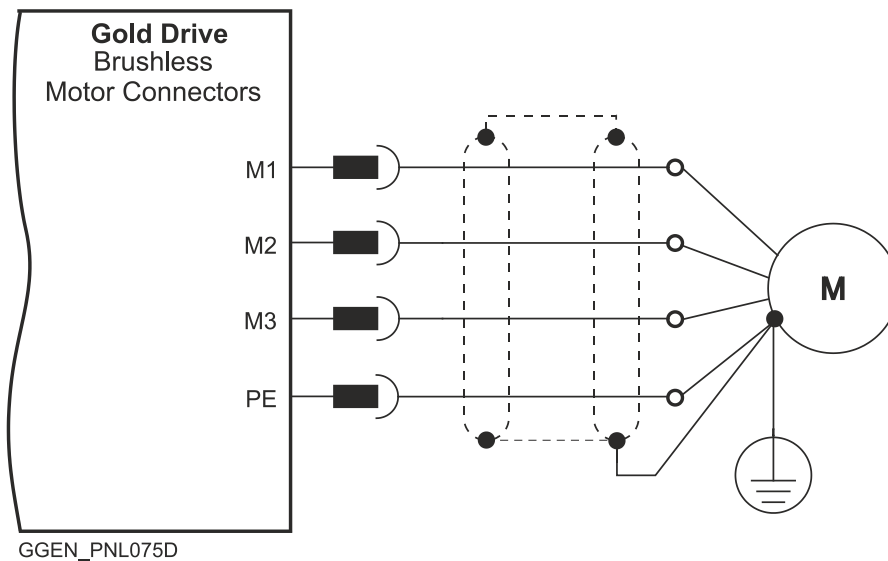 Gold Drive
Brushless
Motor Connectors
M1
M2
M3
PE
M
GGEN_PNL075D